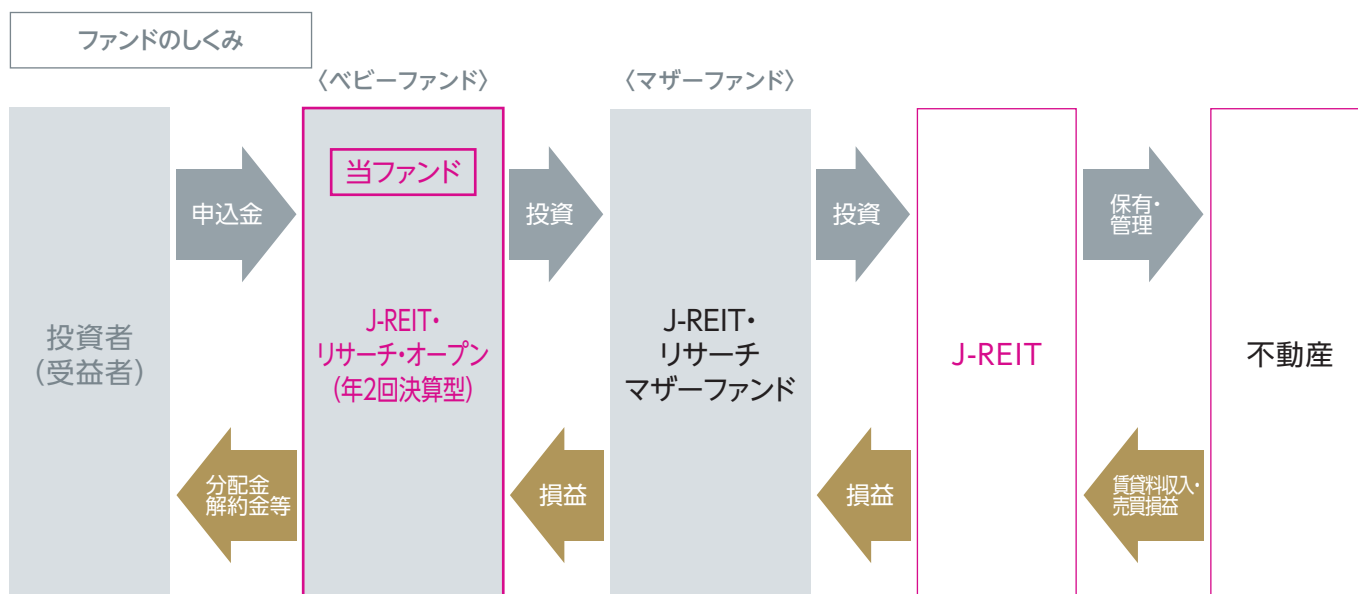 ファンドのしくみ
〈ベビーファンド〉
〈マザーファンド〉
投資者
(受益者)
申込金
分配金
解約金等
当ファンド
J-REIT・
リサーチ・オープン
(年2回決算型)
投資
損益
J-REIT・
リサーチ
マザーファンド
投資
損益
J-REIT
保有・
管理
賃貸料収入・
売買損益
不動産